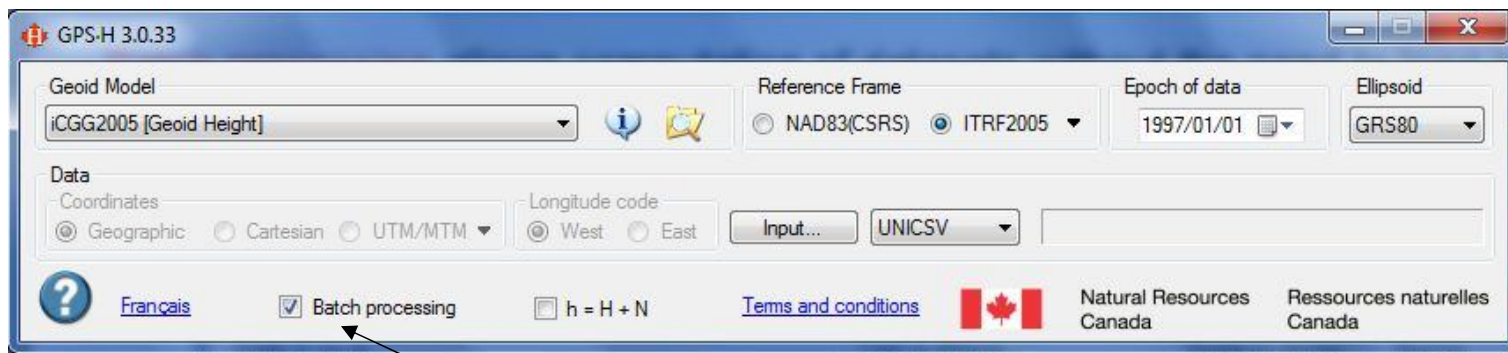 GPS-H 3.0.33
Geoid Model
Reference Frame
Epoch of data
Ellipsoid
iCGG2005 [Geoid Height]
NAD83(CSRS)
ITRF2005
1997/01/01
GRS80
Data
Coordinates
Longitude code
Geographic
Cartesian
UTM/MTM
West
East
Input...
UNICSV
Français
Batch processing
h = H + N
Terms and conditions
Natural Resources
Canada
Ressources naturelles
Canada